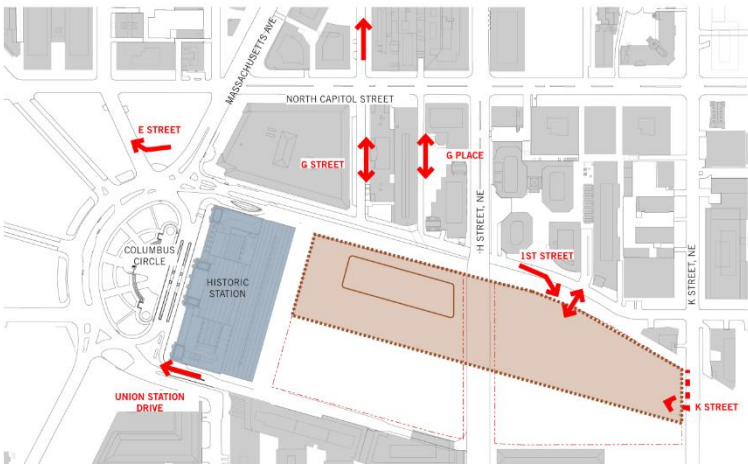 MASSACHUSETTS AVE
NORTH CAPITOL STREET
E STREET
G STREET
G PLACE
H STREET, NE
1ST STREET
K STREET, NE
COLUMBUS
CIRCLE
HISTORIC
STATION
UNION STATION
DRIVE
K STREET